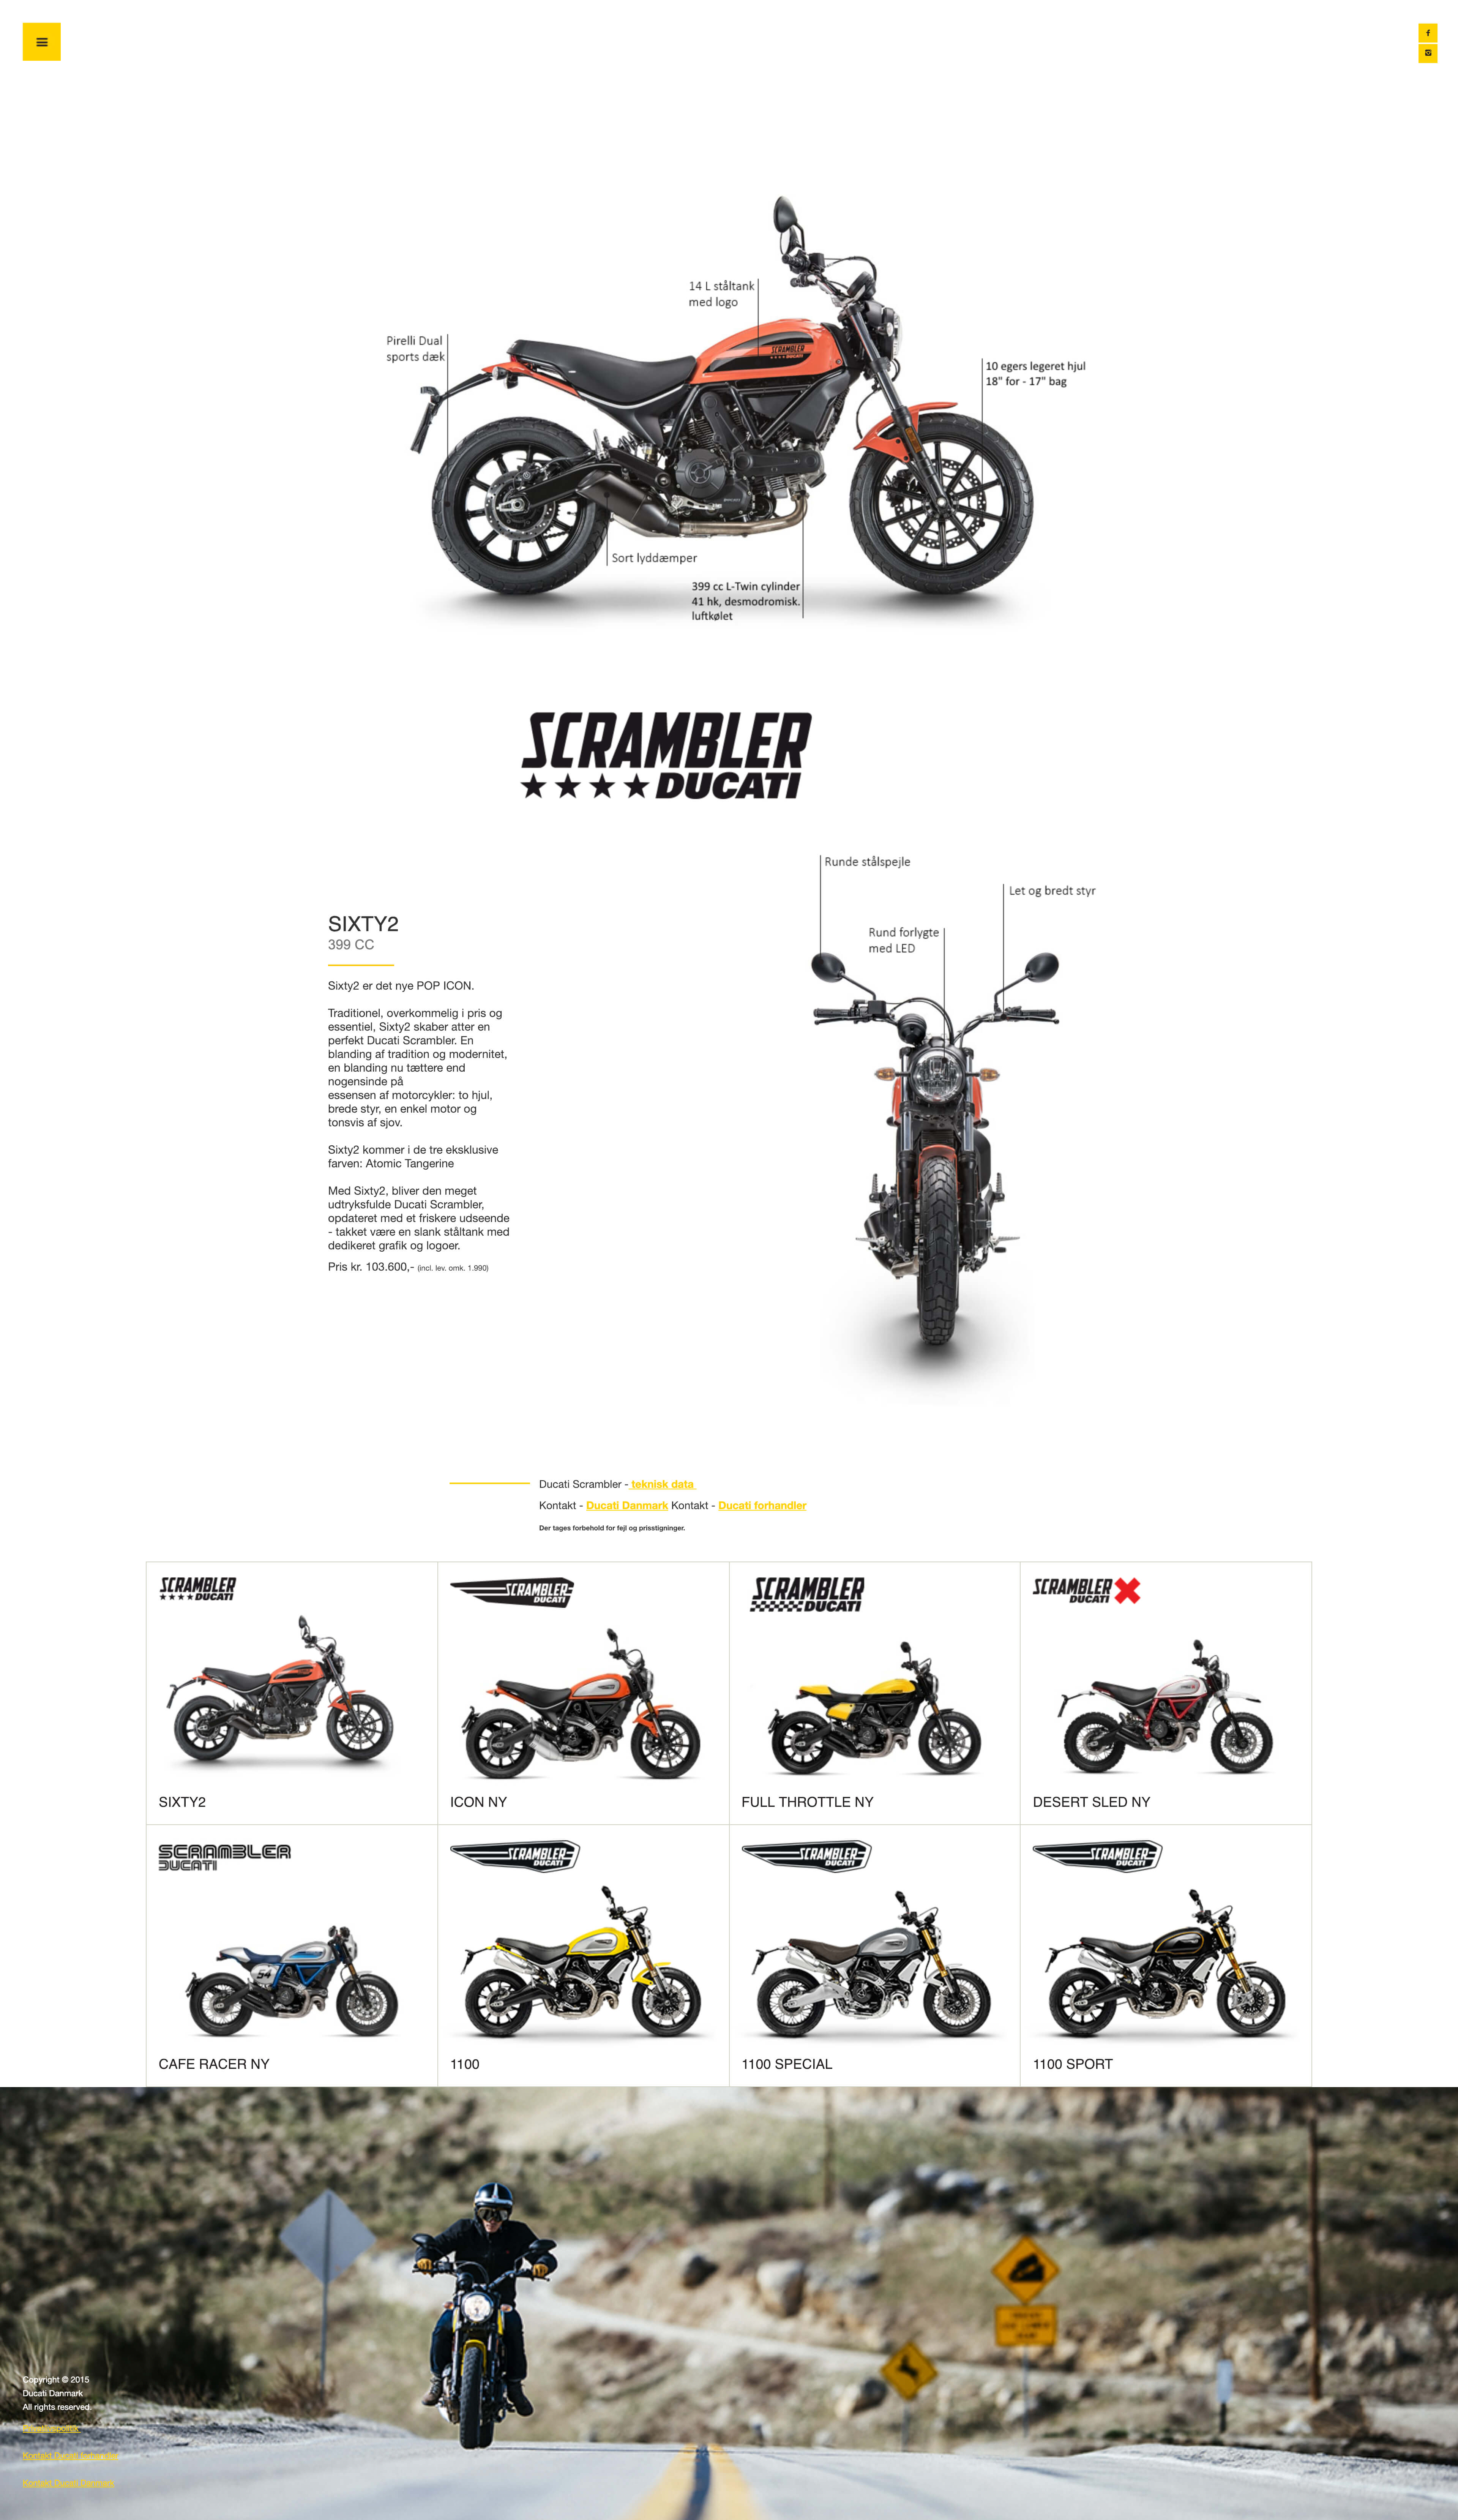 14 L ståltank
med logo
Pirelli Dual
sports dæk
10 egers legeret hjul
18" for - 17" bag
SCRAMBLER
DUCATI
Sort lyddæmper
399 cc L-Twin cylinder
41 hk, desmodromisk.
luftkølet
SCRAMBLER
DUCATI
Runde stålspejle
Let og bredt styr
Rund forlygte
med LED
SIXTY2
399 CC
Sixty2 er det nye POP ICON.
Traditionel, overkommelig i pris og
essentiel, Sixty2 skaber atter en
perfekt Ducati Scrambler. En
blanding af tradition og modernitet,
en blanding nu tættere end
nogensinde på
essensen af motorcykler: to hjul,
brede styr, en enkel motor og
tonsvis af sjov.
Sixty2 kommer i de tre eksklusive
farven: Atomic Tangerine
Med Sixty2, bliver den meget
udtryksfulde Ducati Scrambler,
opdateret med et friskere udseende
- takket være en slank ståltank med
dedikeret grafik og logoer.
Pris kr. 103.600,- (incl. lev. omk. 1.990)
Ducati Scrambler - teknisk data
Kontakt - Ducati Danmark Kontakt - Ducati forhandler
Der tages forbehold for fejl og prisstigninger.
SCRAMBLER
DUCATI
SIXTY2
SCRAMBLER
DUCATI
ICON NY
SCRAMBLER
DUCATI
FULL THROTTLE NY
SCRAMBLER
DUCATI
DESERT SLED NY
SCRAMBLER
DUCATI
54
CAFE RACER NY
SCRAMBLER
DUCATI
1100
SCRAMBLER
DUCATI
1100 SPECIAL
SCRAMBLER
DUCATI
1100 SPORT
Copyright © 2015
Ducati Danmark
All rights reserved.
Privatlivspolitik
Kontakt Ducati forhandler
Kontakt Ducati Danmark